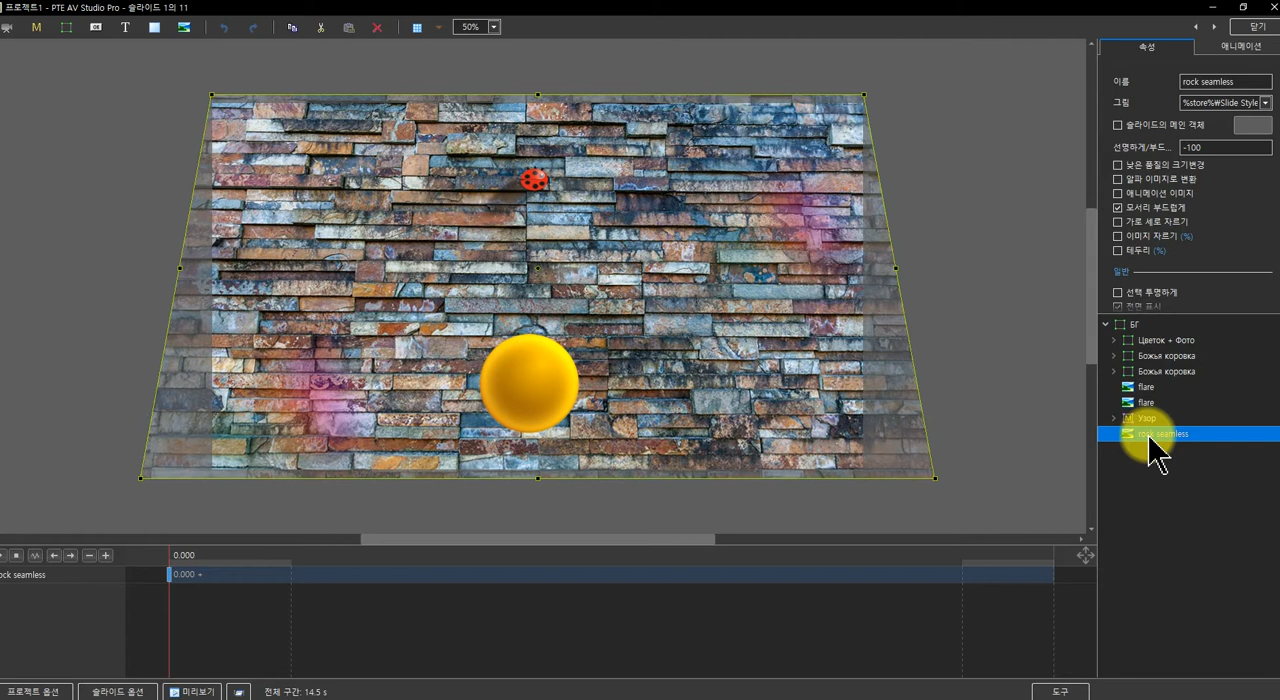 프로젝트1 - PTE AV Studio Pro - 슬라이드 1의 11
M
OK
T
50%
닫기
속성
애니메이션
이름
rock seamless
그림
%store%₩Slide Style
슬라이드의 메인 객체
선명하게/부드...
-100
낮은 품질의 크기변경
알파 이미지로 변환
애니메이션 이미지
모서리 부드럽게
가로 세로 자르기
이미지 자르기 (%)
테두리 (%)
일반
선택 투명하게
전면 표시
БГ
Цветок + Фото
Божья коровка
Божья коровка
flare
flare
M Узор
rock seamless
0.000
ock seamless
0.000
프로젝트 옵션
슬라이드 옵션
미리보기
전체 구간: 14.5 s
도구